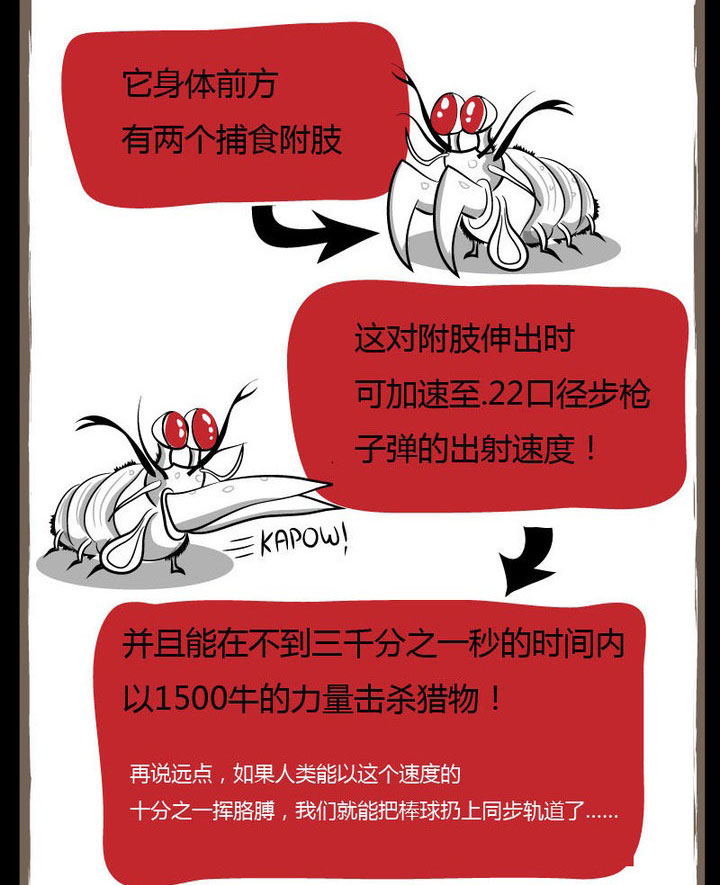 它身体前方
有两个捕食附肢
这对附肢伸出时
可加速至.22口径步枪
子弹的出射速度！
KAPOW!
并且能在不到三千分之一秒的时间内
以1500牛的力量击杀猎物！
再说远点，如果人类能以这个速度的
十分之一挥胳膊，我们就能把棒球扔上同步轨道了……